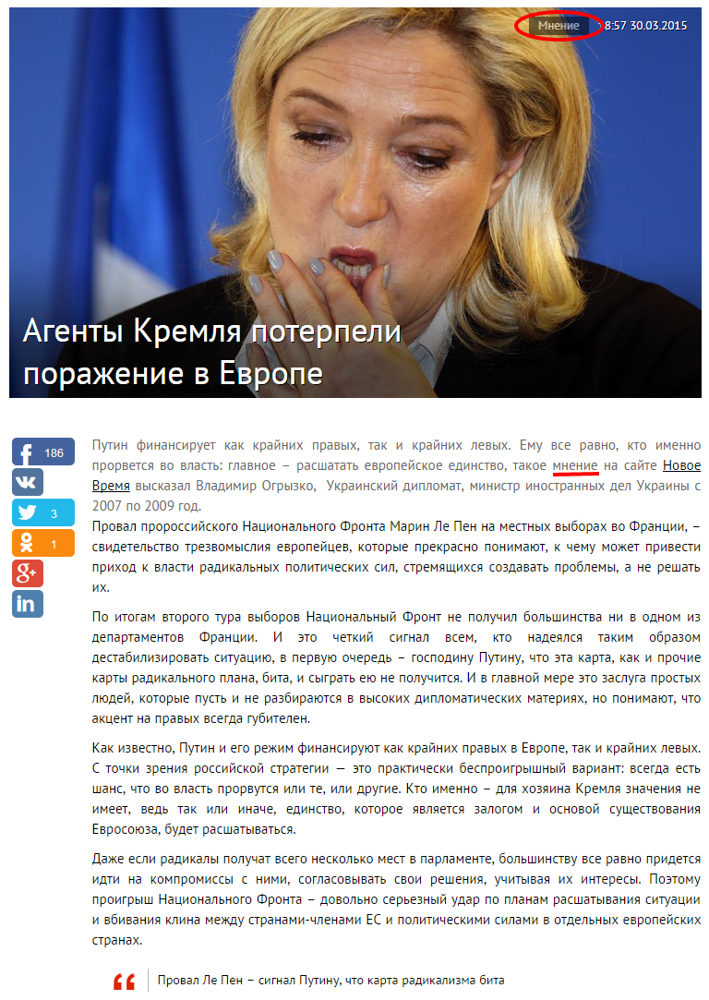 Мнение
18:57 30.03.2015
Агенты Кремля потерпели
поражение в Европе
186
3
1
g+
in
Путин финансирует как крайних правых, так и крайних левых. Ему все равно, кто именно
прорвется во власть: главное – расшатать европейское единство, такое мнение на сайте Новое
Время высказал Владимир Огрызко, Украинский дипломат, министр иностранных дел Украины с
2007 по 2009 год.
Провал пророссийского Национального Фронта Марин Ле Пен на местных выборах во Франции, –
свидетельство трезвомыслия европейцев, которые прекрасно понимают, к чему может привести
приход к власти радикальных политических сил, стремящихся создавать проблемы, а не решать
их.
По итогам второго тура выборов Национальный Фронт не получил большинства ни в одном из
департаментов Франции. И это четкий сигнал всем, кто надеялся таким образом
дестабилизировать ситуацию, в первую очередь – господину Путину, что эта карта, как и прочие
карты радикального плана, бита, и сыграть ею не получится. И в главной мере это заслуга простых
людей, которые пусть и не разбираются в высоких дипломатических материях, но понимают, что
акцент на правых всегда губителен.
Как известно, Путин и его режим финансируют как крайних правых в Европе, так и крайних левых.
С точки зрения российской стратегии — это практически беспроигрышный вариант: всегда есть
шанс, что во власть прорвутся или те, или другие. Кто именно – для хозяина Кремля значения не
имеет, ведь так или иначе, единство, которое является залогом и основой существования
Евросоюза, будет расшатываться.
Даже если радикалы получат всего несколько мест в парламенте, большинству все равно придется
идти на компромиссы с ними, согласовывать свои решения, учитывая их интересы. Поэтому
проигрыш Национального Фронта – довольно серьезный удар по планам расшатывания ситуации
и вбивания клина между странами-членами ЕС и политическими силами в отдельных европейских
странах.
Провал Ле Пен – сигнал Путину, что карта радикализма бита